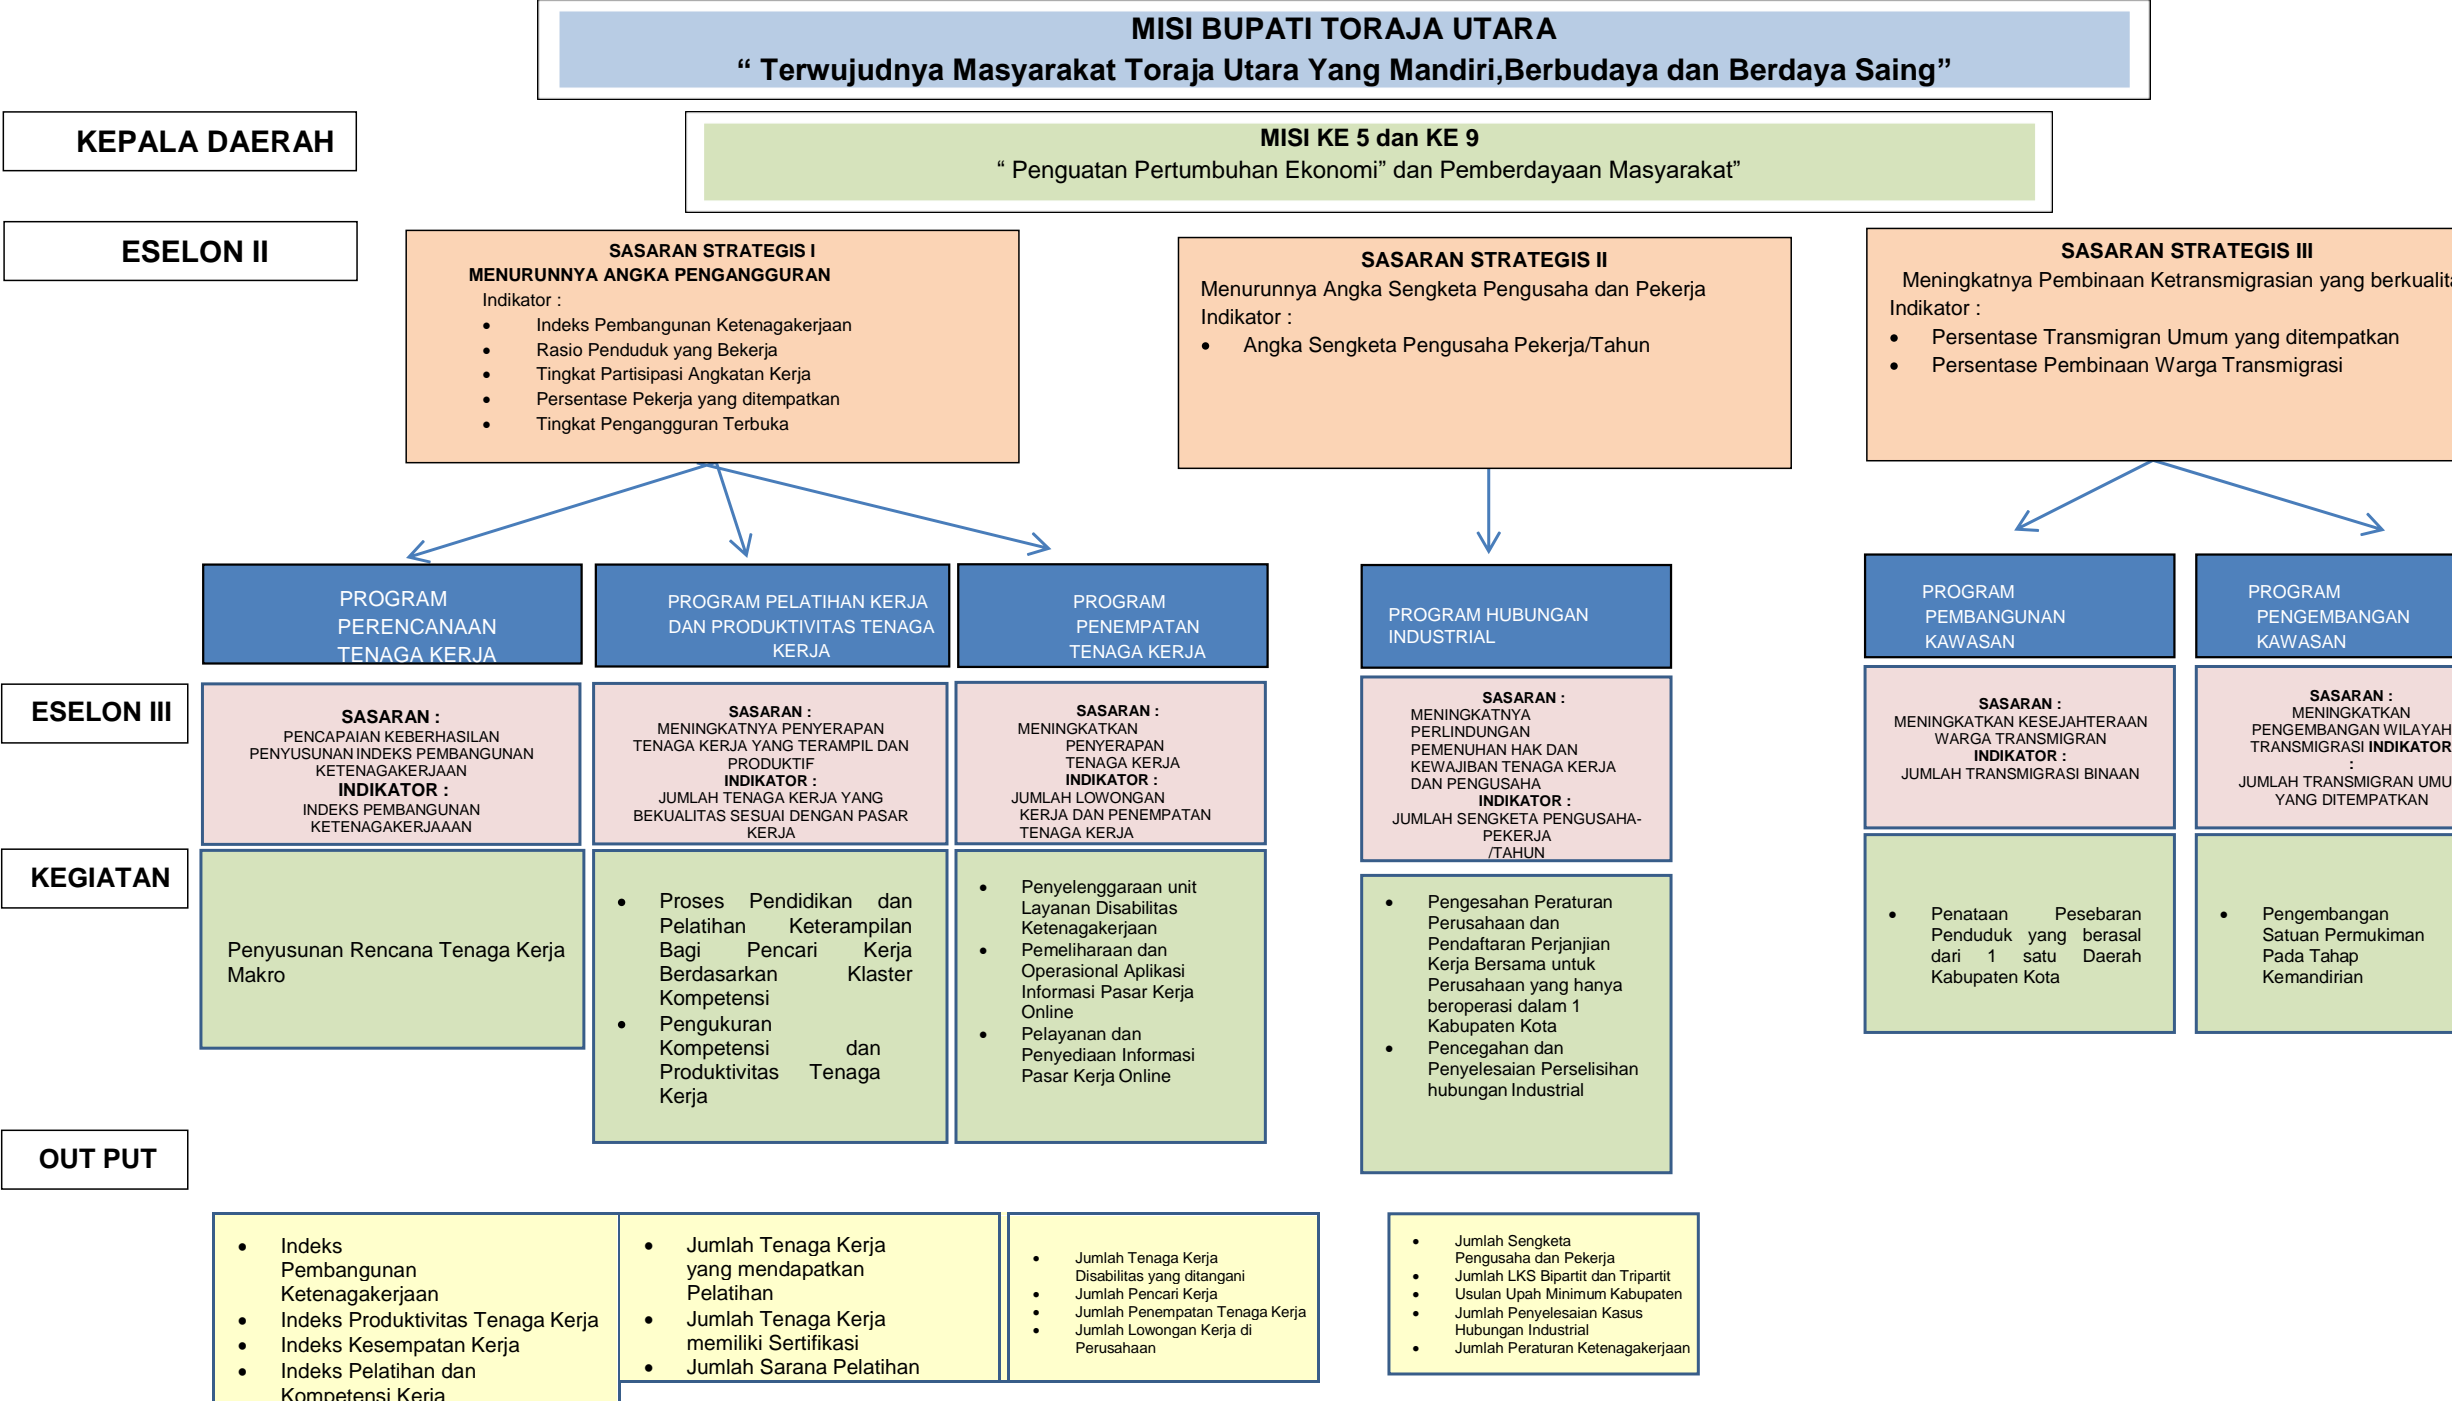 MISI BUPATI TORAJA UTARA
“ Terwujudnya Masyarakat Toraja Utara Yang Mandiri,Berbudaya dan Berdaya Saing”
KEPALA DAERAH
MISI KE 5 dan KE 9
“ Penguatan Pertumbuhan Ekonomi” dan Pemberdayaan Masyarakat”
ESELON II
SASARAN STRATEGIS I
MENURUNNYA ANGKA PENGANGGURAN
Indikator :
• Indeks Pembangunan Ketenagakerjaan
• Rasio Penduduk yang Bekerja
• Tingkat Partisipasi Angkatan Kerja
• Persentase Pekerja yang ditempatkan
• Tingkat Pengangguran Terbuka
SASARAN STRATEGIS II
Menurunnya Angka Sengketa Pengusaha dan Pekerja
Indikator :
• Angka Sengketa Pengusaha Pekerja/Tahun
SASARAN STRATEGIS III
Meningkatnya Pembinaan Ketransmigrasian yang
Indikator :
• Persentase Transmigran Umum yang ditempatkan
• Persentase Pembinaan Warga Transmigrasi
PROGRAM
PERENCANAAN
TENAGA KERJA
PROGRAM PELATIHAN KERJA
DAN PRODUKTIVITAS TENAGA
KERJA
PROGRAM
PENEMPATAN
TENAGA KERJA
PROGRAM HUBUNGAN
INDUSTRIAL
PROGRAM
PEMBANGUNAN
KAWASAN
PROGRAM
PENGEMBANGAN
KAWASAN
ESELON III
SASARAN :
PENCAPAIAN KEBERHASILAN
PENYUSUNAN INDEKS PEMBANGUNAN
KETENAGAKERJAAN
INDIKATOR :
INDEKS PEMBANGUNAN
KETENAGAKERJAAAN
SASARAN :
MENINGKATNYA PENYERAPAN
TENAGA KERJA YANG TERAMPIL DAN
PRODUKTIF
INDIKATOR :
JUMLAH TENAGA KERJA YANG
BEKUALITAS SESUAI DENGAN PASAR
KERJA
SASARAN :
MENINGKATKAN
PENYERAPAN
TENAGA KERJA
INDIKATOR :
JUMLAH LOWONGAN
KERJA DAN PENEMPATAN
TENAGA KERJA
SASARAN :
MENINGKATNYA
PERLINDUNGAN
PEMENUHAN HAK DAN
KEWAJIBAN TENAGA KERJA
DAN PENGUSAHA
INDIKATOR :
JUMLAH SENGKETA PENGUSAHA-
PEKERJA
/TAHUN
SASARAN :
MENINGKATKAN KESEJAHTERAAN
WARGA TRANSMIGRAN
INDIKATOR :
JUMLAH TRANSMIGRASI BINAAN
SASARAN :
MENINGKATKAN
PENGEMBANGAN WILAYAH
TRANSMIGRASI INDIKATOR
:
JUMLAH TRANSMIGRAN
YANG DITEMPATKAN
KEGIATAN
Penyusunan Rencana Tenaga Kerja
Makro
• Proses Pendidikan dan
Pelatihan Keterampilan
Bagi Pencari Kerja
Berdasarkan Klaster
Kompetensi
• Pengukuran
Kompetensi dan
Produktivitas Tenaga
Kerja
• Penyelenggaraan unit
Layanan Disabilitas
Ketenagakerjaan
• Pemeliharaan dan
Operasional Aplikasi
Informasi Pasar Kerja
Online
• Pelayanan dan
Penyediaan Informasi
Pasar Kerja Online
• Pengesahan Peraturan
Perusahaan dan
Pendaftaran Perjanjian
Kerja Bersama untuk
Perusahaan yang hanya
beroperasi dalam 1
Kabupaten Kota
• Pencegahan dan
Penyelesaian Perselisihan
hubungan Industrial
• Penataan Pesebaran
Penduduk yang berasal
dari 1 satu Daerah
Kabupaten Kota
• Pengembangan
Satuan Permukiman
Pada Tahap
Kemandirian
OUT PUT
• Indeks
Pembangunan
Ketenagakerjaan
• Indeks Produktivitas Tenaga Kerja
• Indeks Kesempatan Kerja
• Indeks Pelatihan dan
Kompetensi Kerja
• Jumlah Tenaga Kerja
yang mendapatkan
Pelatihan
• Jumlah Tenaga Kerja
memiliki Sertifikasi
• Jumlah Sarana Pelatihan
• Jumlah Tenaga Kerja
Disabilitas yang ditangani
• Jumlah Pencari Kerja
• Jumlah Penempatan Tenaga Kerja
• Jumlah Lowongan Kerja di
Perusahaan
• Jumlah Sengketa
Pengusaha dan Pekerja
• Jumlah LKS Bipartit dan Tripartit
• Usulan Upah Minimum Kabupaten
• Jumlah Penyelesaian Kasus
Hubungan Industrial
• Jumlah Peraturan Ketenagakerjaan